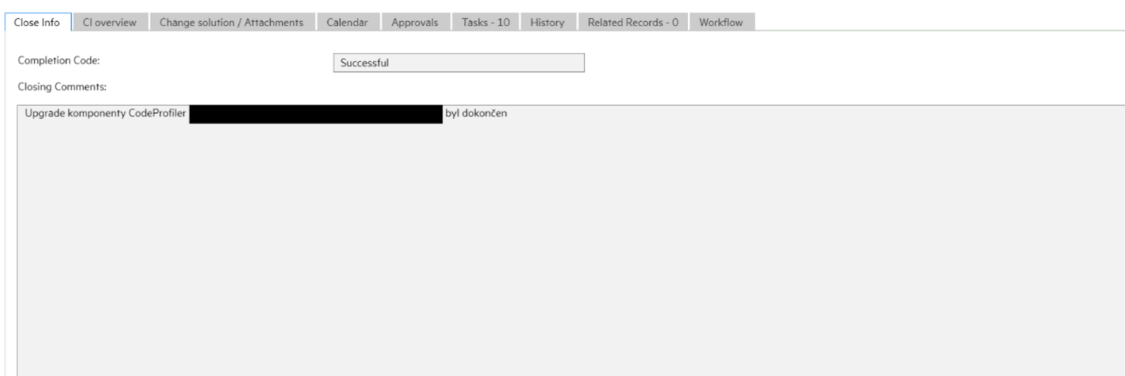 Close Info CI overview Change solution / Attachments Calendar Approvals Tasks - 10 History Related Records - 0 Workflow
Completion Code: Successful
Closing Comments:
Upgrade komponenty CodeProfiler byl dokončen